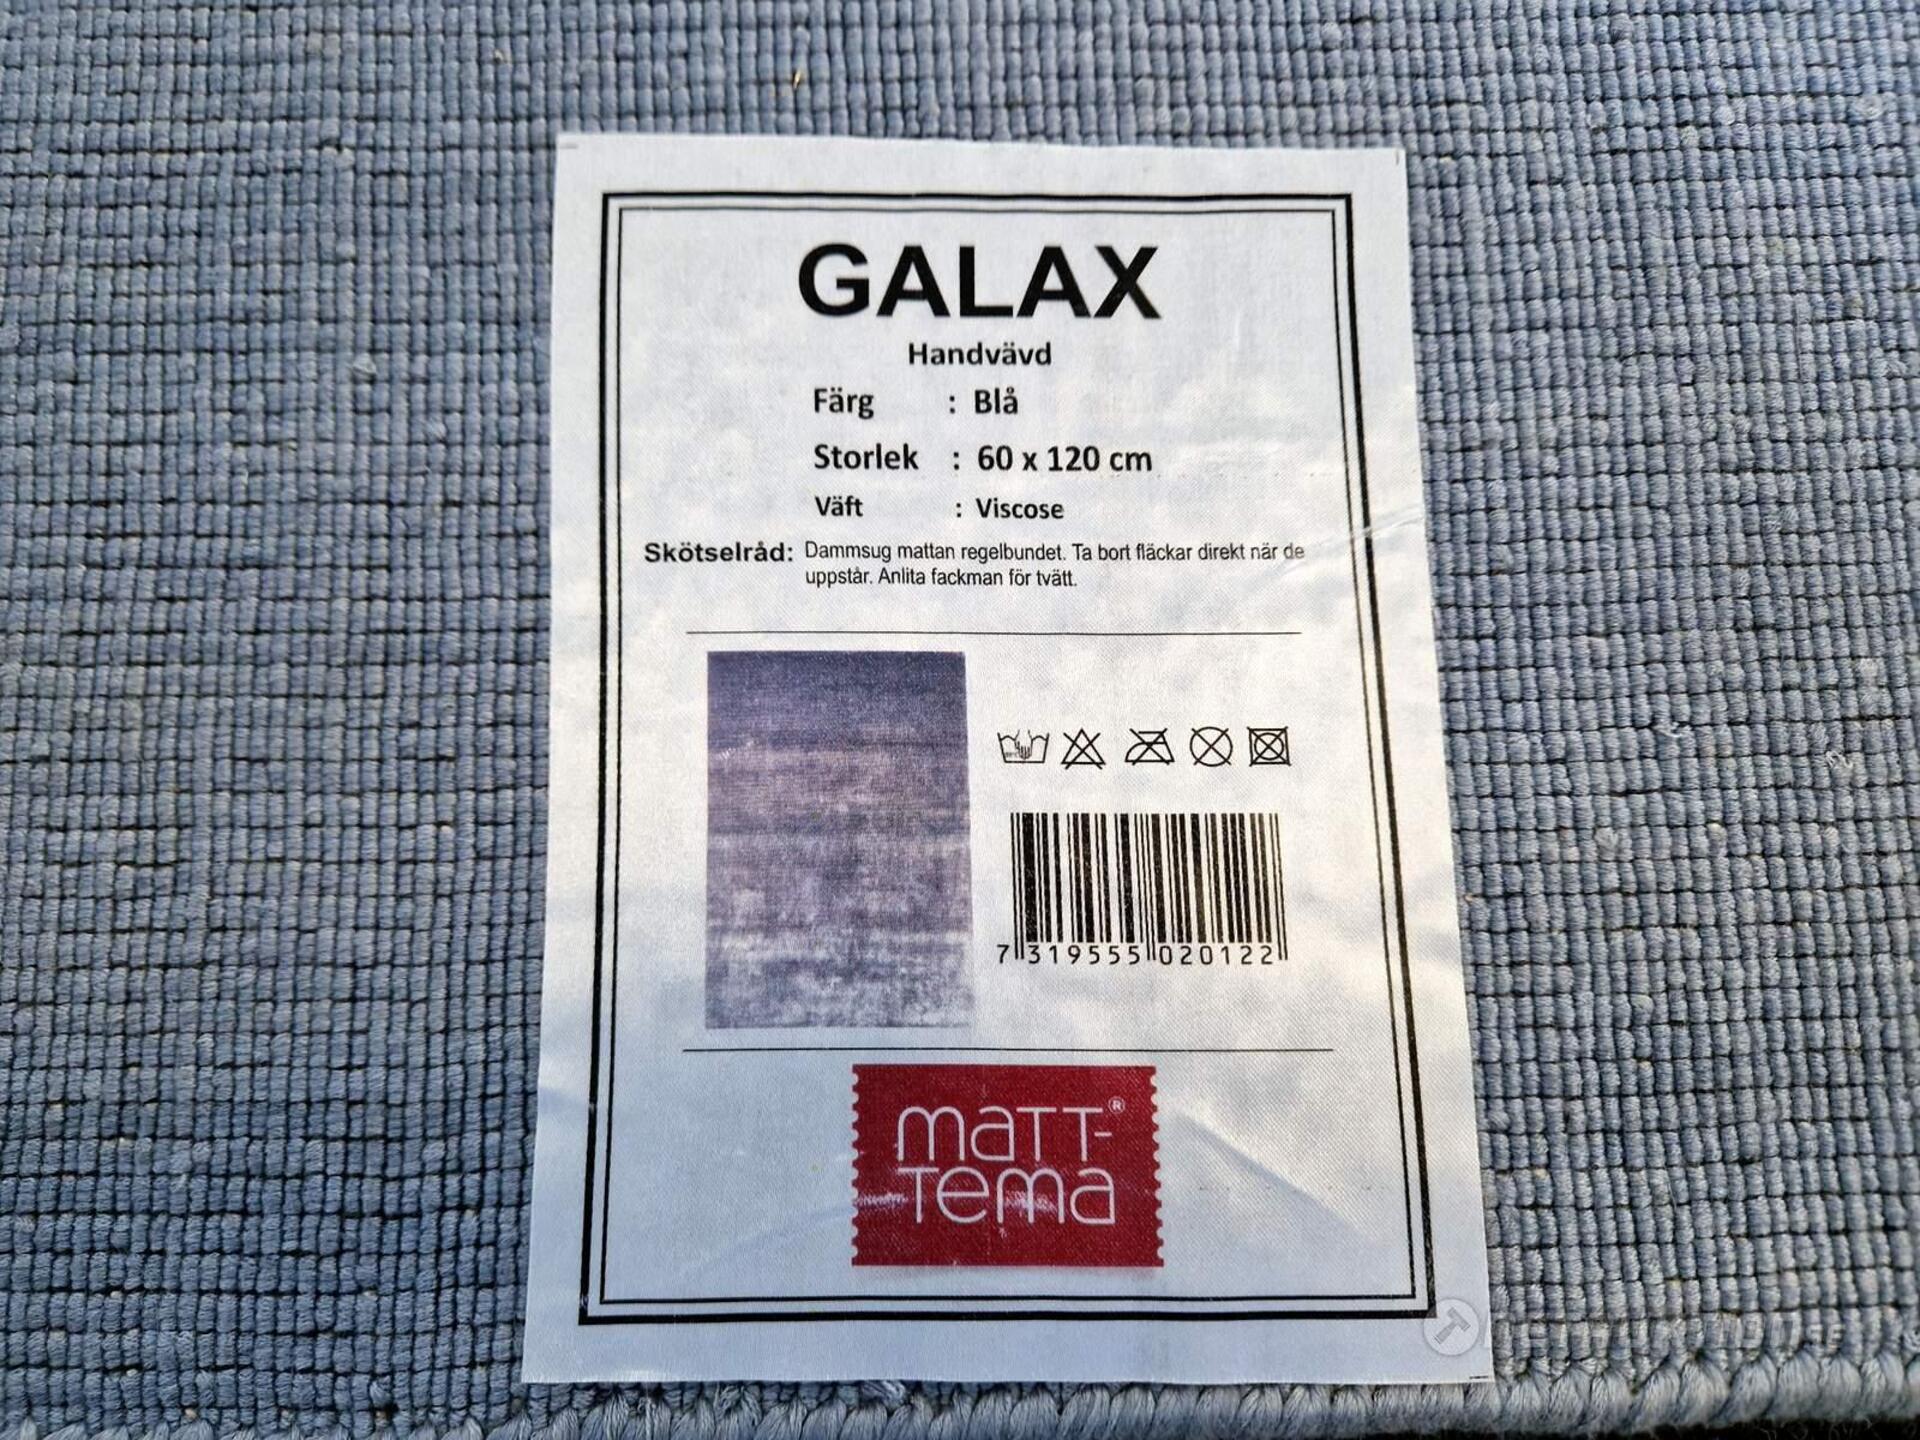 GALAX
Handvävd
Färg : Blå
Storlek : 60 x 120 cm
Väft : Viscose
Skötselråd: Dammsug mattan regelbundet. Ta bort fläckar direkt när de
uppstår. Anlita fackman för tvätt.
7 319555 020122
matt-®
Tema